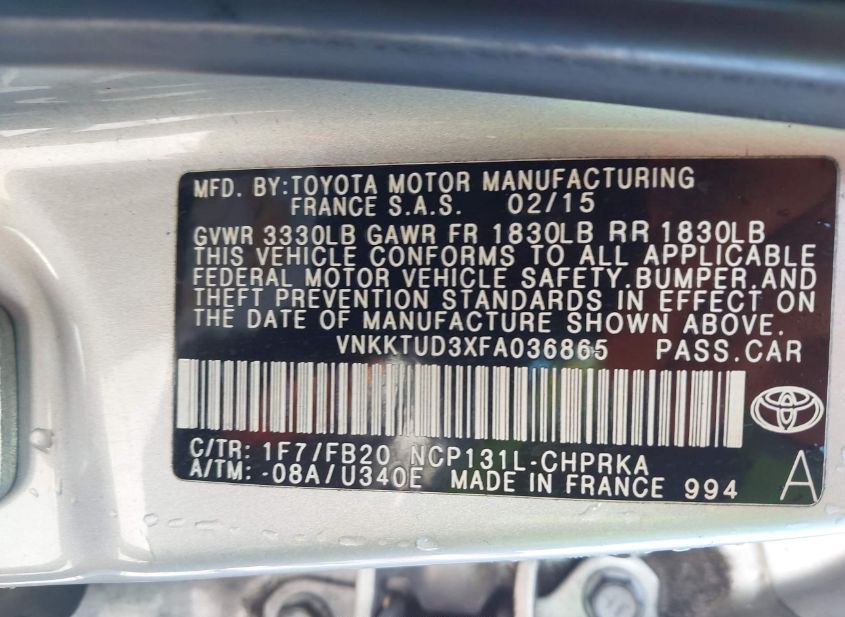 MFD. BY:TOYOTA MOTOR MANUFACTURING
FRANCE S.A.S. 02/15
GVWR 3330LB GAWR FR 1830LB RR 1830LB
THIS VEHICLE CONFORMS TO ALL APPLICABLE
FEDERAL MOTOR VEHICLE SAFETY.BUMPER.AND
THEFT PREVENTION STANDARDS IN EFFECT ON
THE DATE OF MANUFACTURE SHOWN ABOVE.
VNKKTUD3XFA036865 PASS.CAR
C/TR: 1F7/FB20 NCP131L-CHPRKA
A/TM: -08A/U340E MADE IN FRANCE 994 A